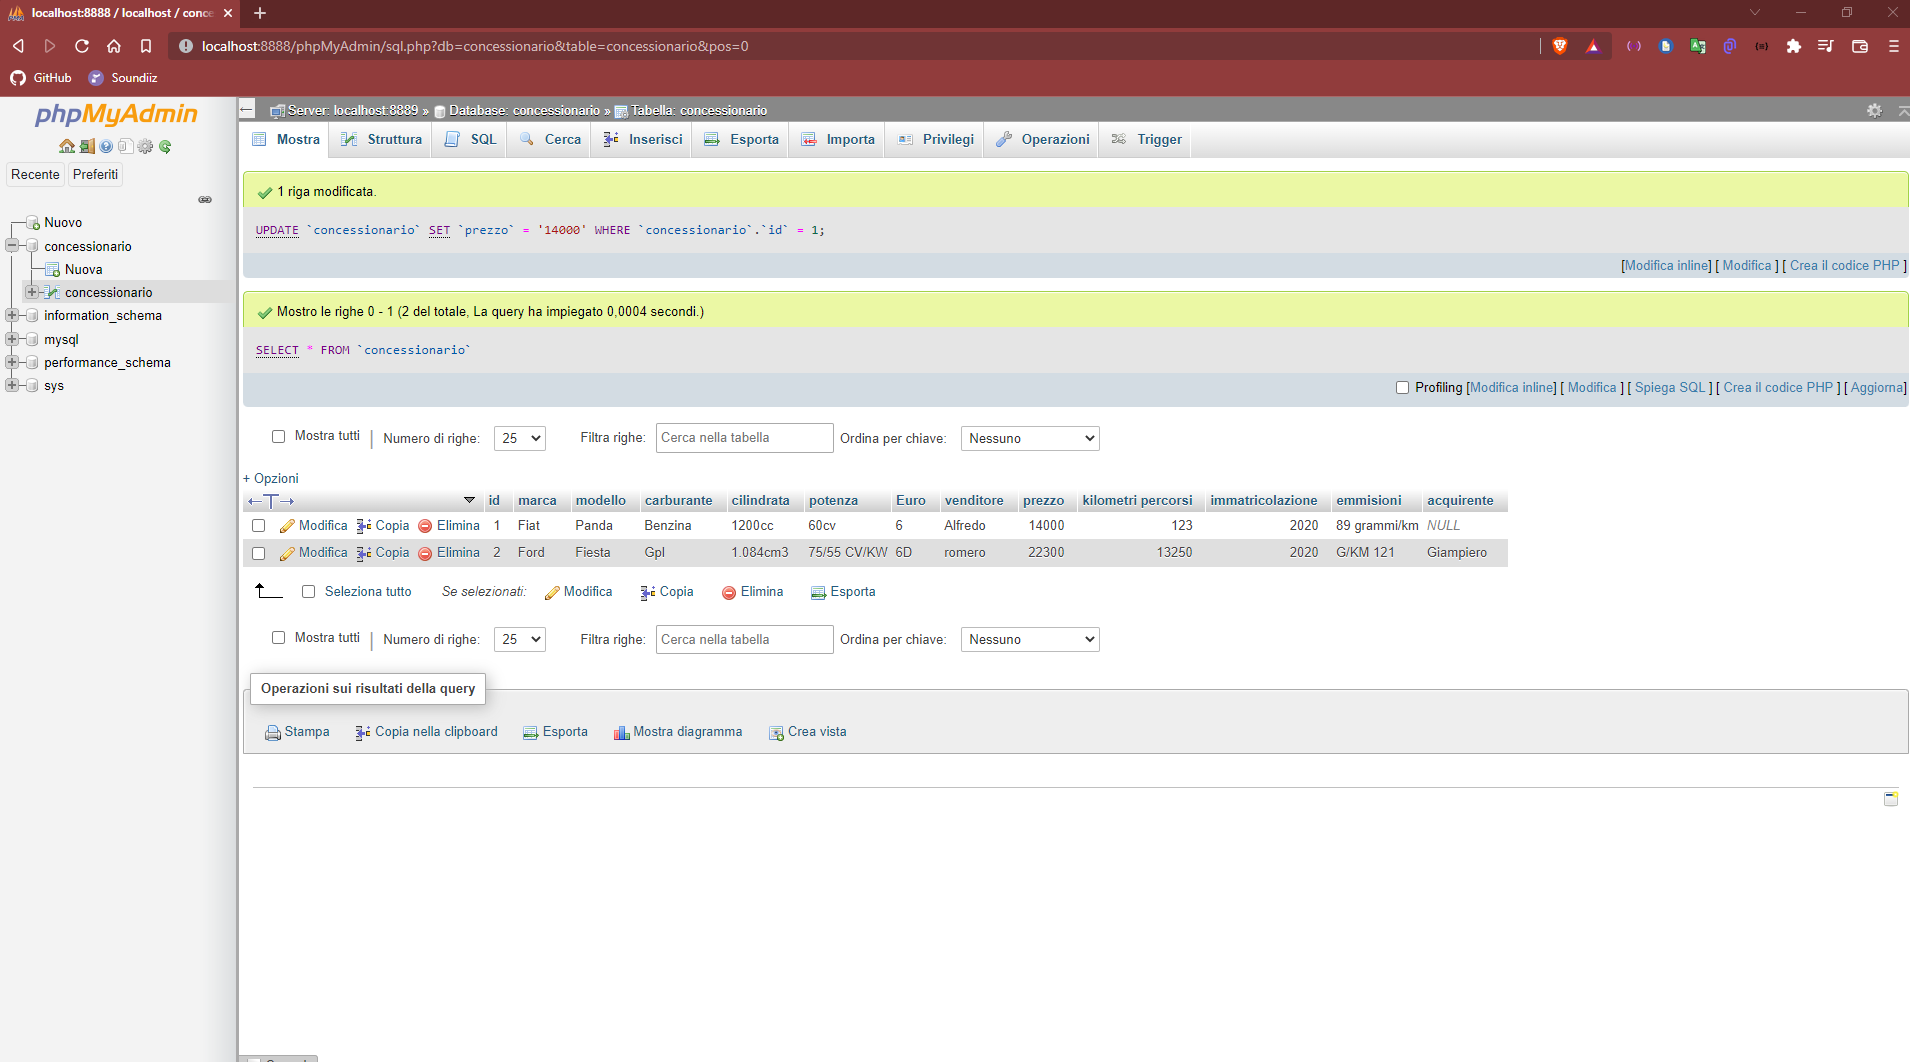 localhost:8888 / localhost / conce
localhost:8888/phpMyAdmin/sql.php?db=concessionario&table=concessionario&pos=0
GitHub Soundiiz
phpMyAdmin
Recente Preferiti
Nuovo
concessionario
Nuova
concessionario
information_schema
mysql
performance_schema
sys
Server: localhost:8889 » Database: concessionario » Tabella: concessionario
Mostra Struttura SQL Cerca Inserisci Esporta Importa Privilegi Operazioni Trigger
1 riga modificata.
UPDATE `concessionario` SET `prezzo` = '14000' WHERE `concessionario`.`id` = 1;
[Modifica inline] [ Modifica ] [ Crea il codice PHP ]
Mostro le righe 0 - 1 (2 del totale, La query ha impiegato 0,0004 secondi.)
SELECT * FROM `concessionario`
Profiling [Modifica inline] [ Modifica ] [ Spiega SQL ] [ Crea il codice PHP ] [ Aggiorna]
Mostra tutti | Numero di righe: 25 Filtra righe: Cerca nella tabella Ordina per chiave: Nessuno
+ Opzioni
←T→ id marca modello carburante cilindrata potenza Euro venditore prezzo kilometri percorsi immatricolazione emmisioni acquirente
Modifica Copia Elimina 1 Fiat Panda Benzina 1200cc 60cv 6 Alfredo 14000 123 2020 89 grammi/km NULL
Modifica Copia Elimina 2 Ford Fiesta Gpl 1.084cm3 75/55 CV/KW 6D romero 22300 13250 2020 G/KM 121 Giampiero
Seleziona tutto Se selezionati: Modifica Copia Elimina Esporta
Mostra tutti | Numero di righe: 25 Filtra righe: Cerca nella tabella Ordina per chiave: Nessuno
Operazioni sui risultati della query
Stampa Copia nella clipboard Esporta Mostra diagramma Crea vista